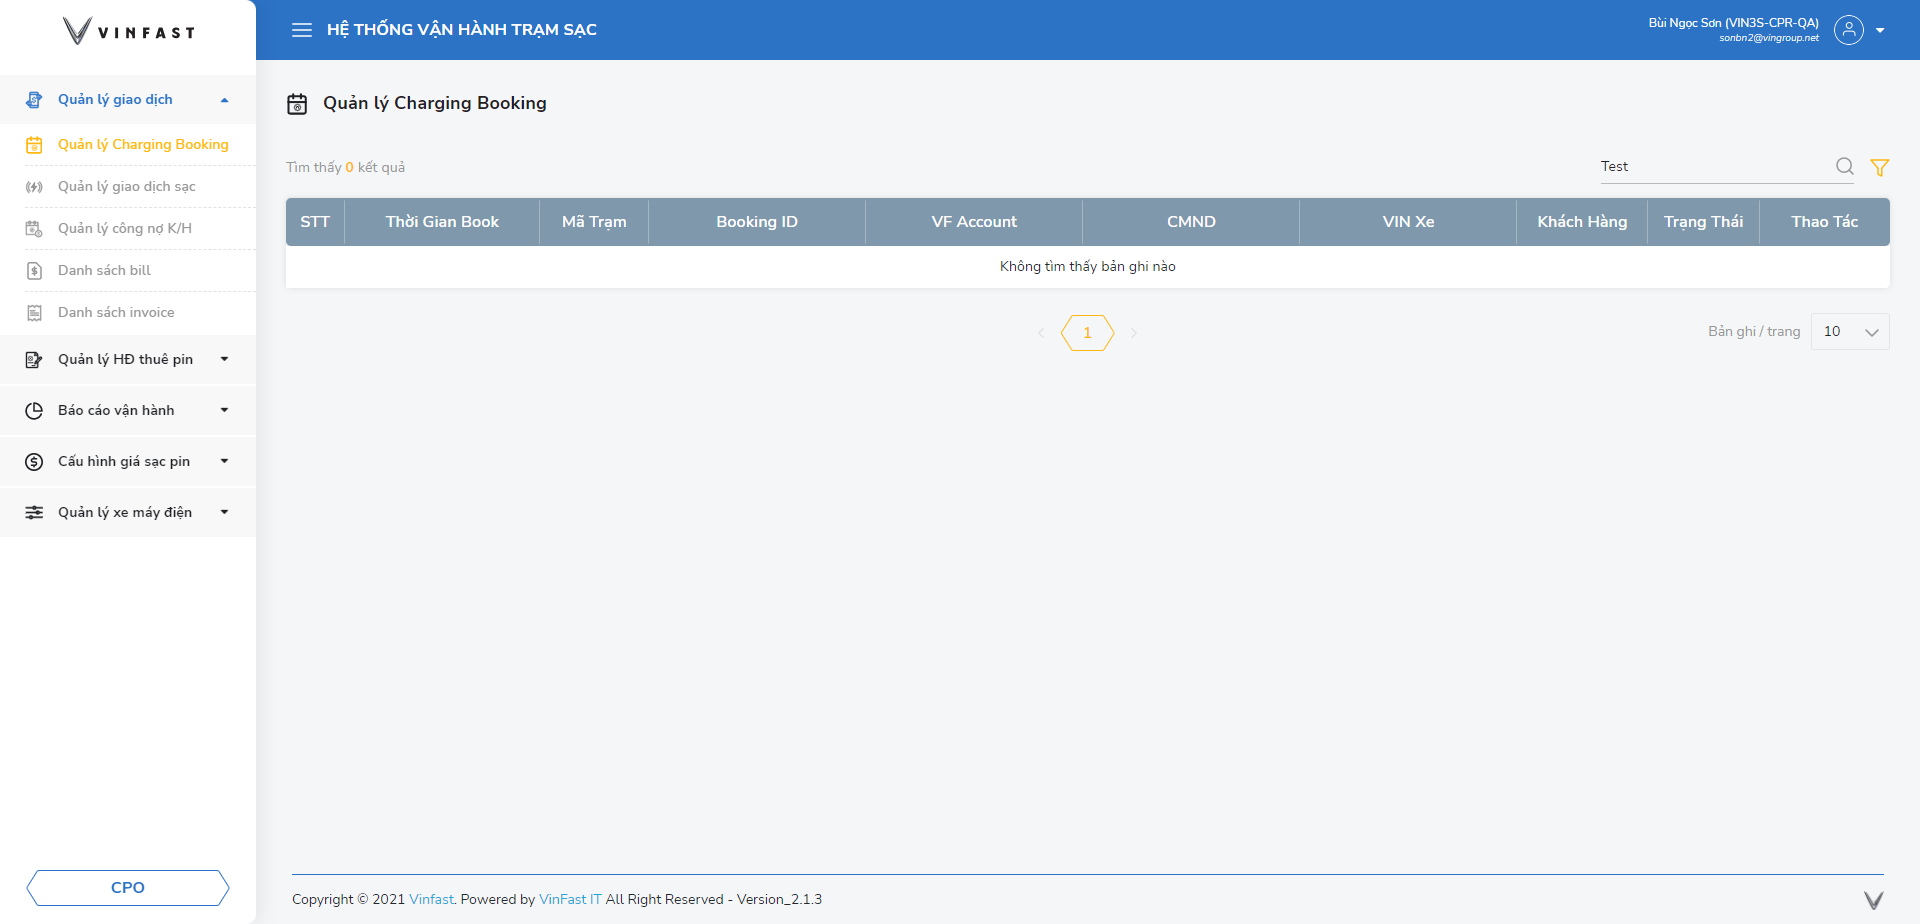 VINFAST
HỆ THỐNG VẬN HÀNH TRẠM SẠC
Bùi Ngọc Sơn (VIN3S-CPR-QA)
sonbn2@vingroup.net
Quản lý giao dịch
Quản lý Charging Booking
Quản lý giao dịch sạc
Quản lý công nợ K/H
Danh sách bill
Danh sách invoice
Quản lý HĐ thuê pin
Báo cáo vận hành
Cấu hình giá sạc pin
Quản lý xe máy điện
CPO
Quản lý Charging Booking
Tìm thấy 0 kết quả
Test
STT Thời Gian Book Mã Trạm Booking ID VF Account CMND VIN Xe Khách Hàng Trạng Thái Thao Tác
Không tìm thấy bản ghi nào
1
Bản ghi / trang 10
Copyright © 2021 Vinfast. Powered by VinFast IT All Right Reserved - Version_2.1.3